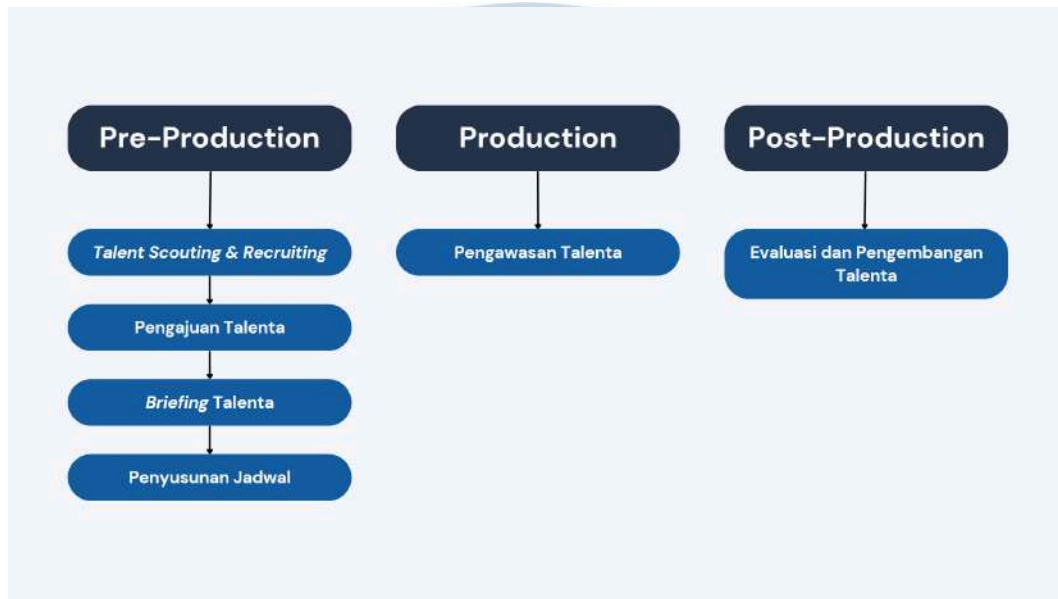 Pre-Production
Talent Scouting & Recruiting
Pengajuan Talenta
Briefing Talenta
Penyusunan Jadwal
Production
Pengawasan Talenta
Post-Production
Evaluasi dan Pengembangan
Talenta